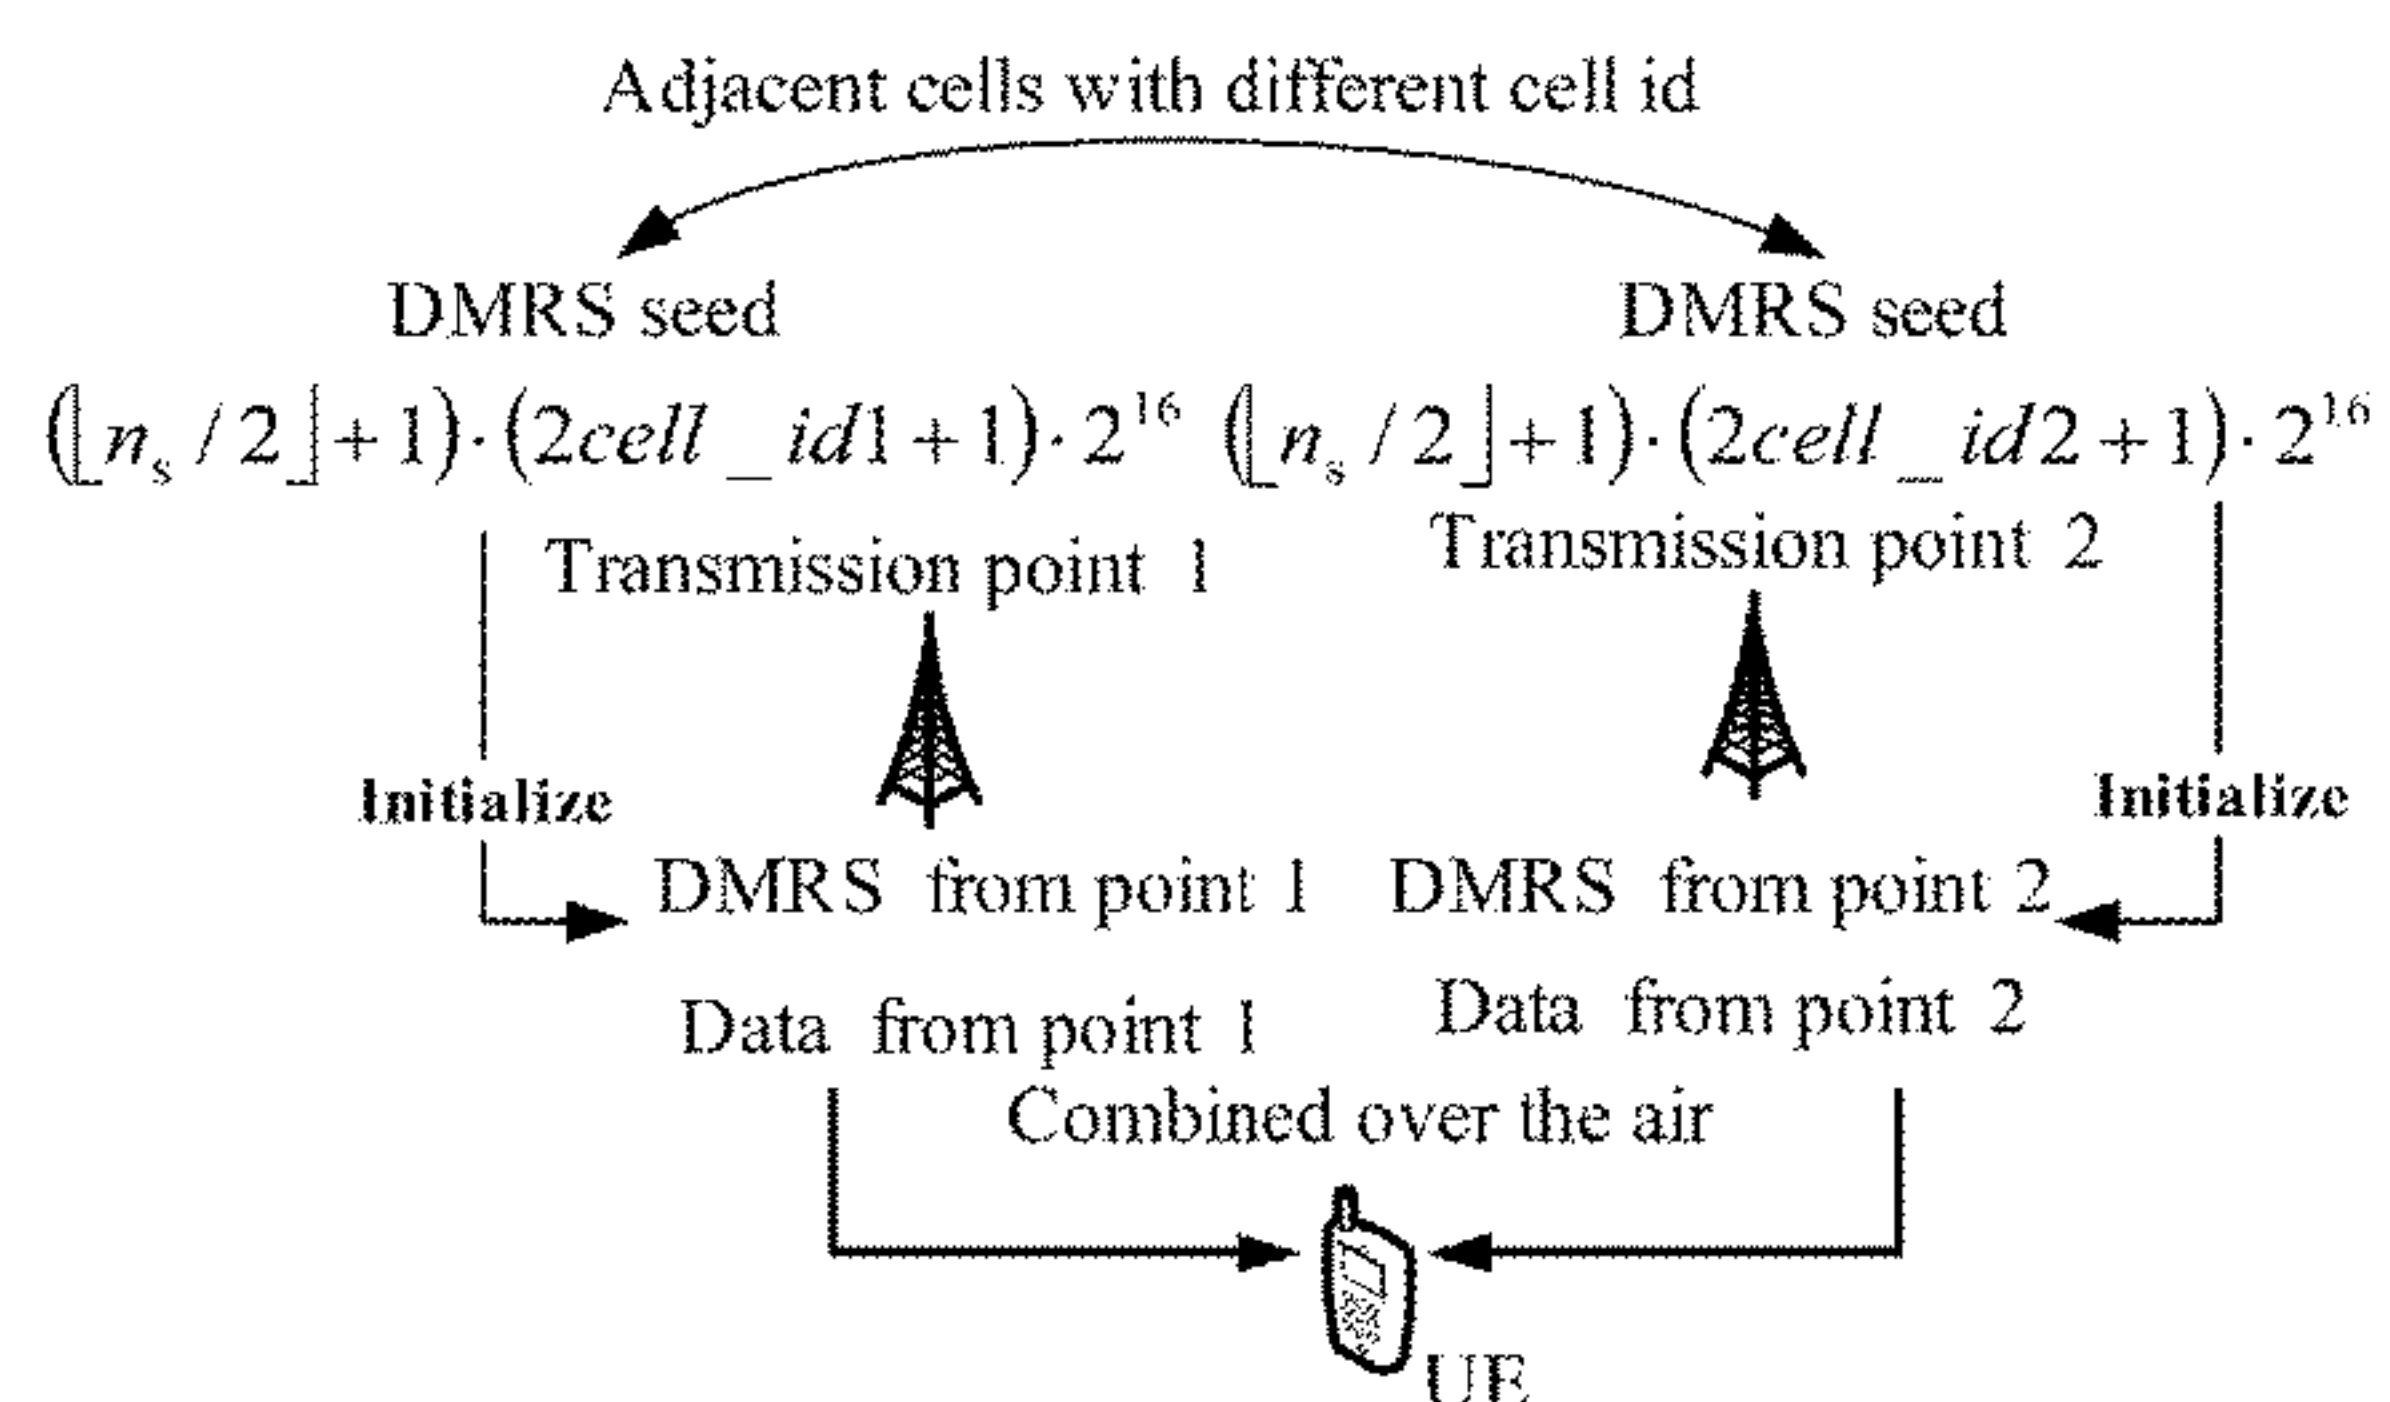 Adjacent cells with different cell id
DMRS seed
DMRS seed
(⌊n_s / 2⌋ + 1) · (2cell_id1 + 1) · 2^16
(⌊n_s / 2⌋ + 1) · (2cell_id2 + 1) · 2^16
Transmission point 1
Transmission point 2
Initialize
Initialize
DMRS from point 1
DMRS from point 2
Data from point 1
Data from point 2
Combined over the air
UE